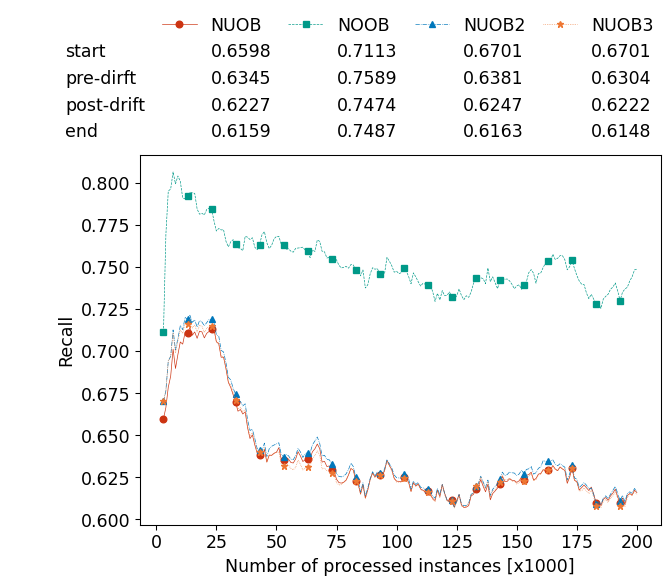 NUOB NOOB NUOB2 NUOB3
start 0.6598 0.7113 0.6701 0.6701
pre-dirft 0.6345 0.7589 0.6381 0.6304
post-drift 0.6227 0.7474 0.6247 0.6222
end 0.6159 0.7487 0.6163 0.6148
0.800
0.775
0.750
0.725
0.700
0.675
0.650
0.625
0.600
Recall
0 25 50 75 100 125 150 175 200
Number of processed instances [x1000]